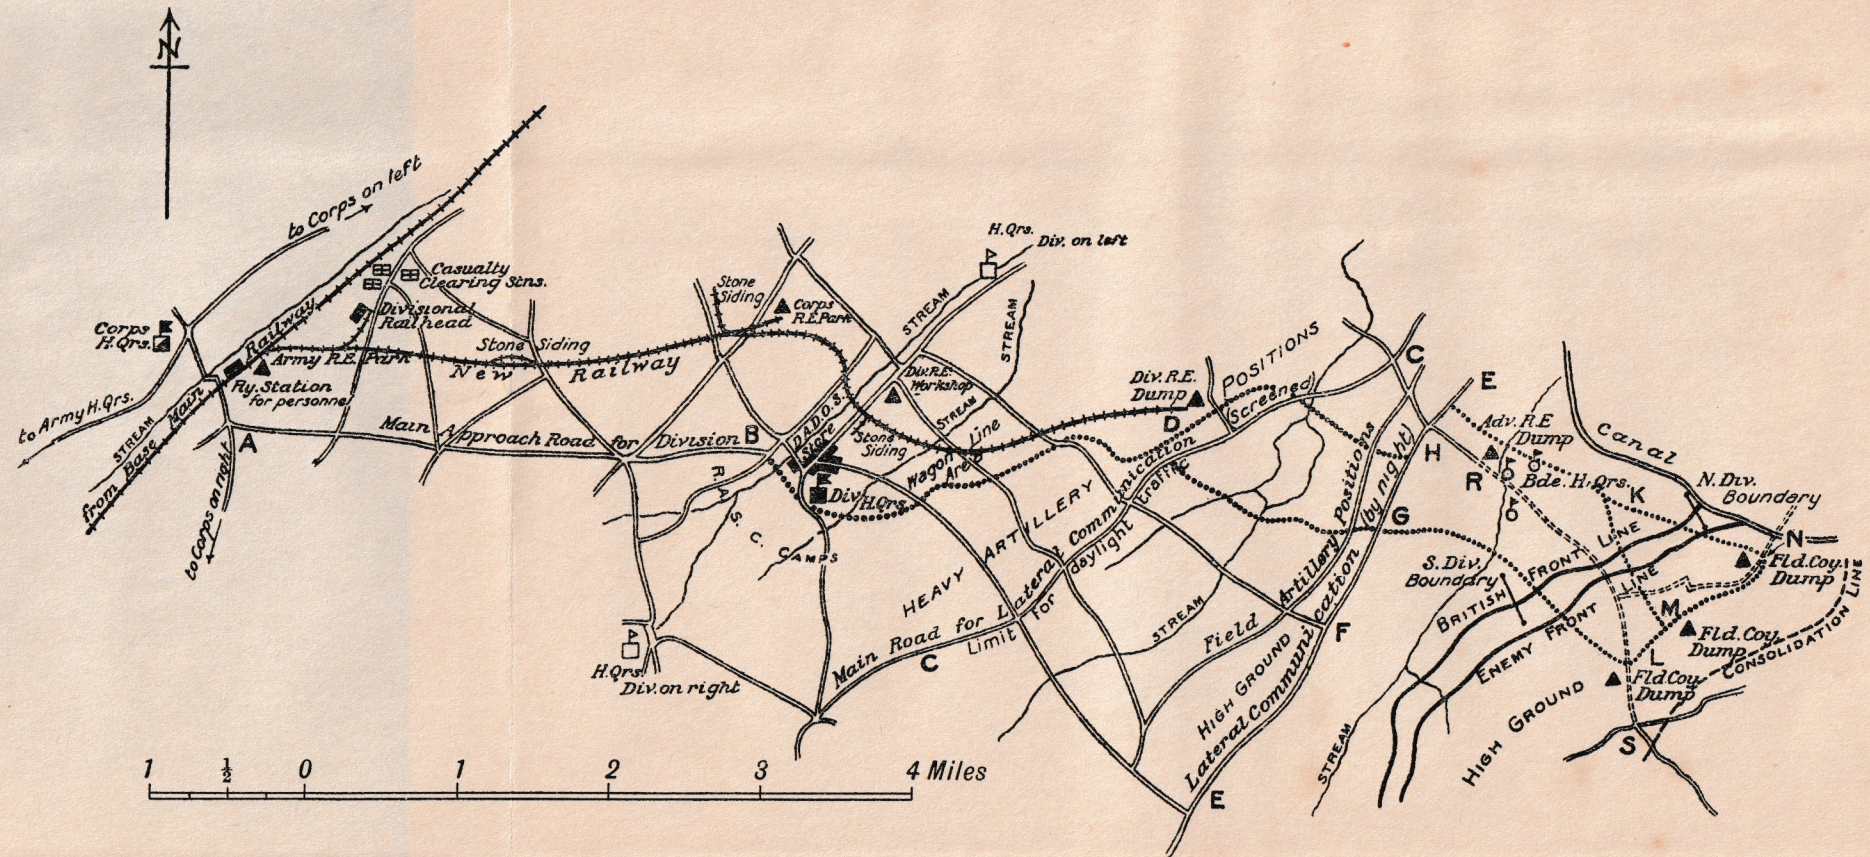 N
to Corps on left
Corps
H.Qrs.
to Army H.Qrs.
STREAM
from Base Main Railway
Casualty
Clearing Stns.
Divisional
Railhead
Army R.E. Park
Ry. Station
for personnel
A
to Corps on right
Stone Siding
New Railway
Main Approach Road for Division B
Stone
Siding
Corps
R.E. Park
H.Qrs.
Div. on left
STREAM
STREAM
D.A.D.O.S.
Store
Div. R.E.
Workshop
STREAM
Stone
Siding
Wagon Line
Area
Div. H.Qrs.
R.A.S.C. CAMPS
H.Qrs.
Div. on right
HEAVY ARTILLERY POSITIONS
Div. R.E.
Dump
D
(Screened)
Main Road for Lateral Communication
C
Limit for daylight traffic
C
E
H
STREAM
Field Artillery Positions
G
HIGH GROUND
Lateral Communication (by night)
F
E
STREAM
Adv. R.E
Dump
R
Bde. H.Qrs.
K
Canal
N. Div.
Boundary
N
S. Div.
Boundary
BRITISH FRONT LINE
ENEMY FRONT LINE
Fld. Coy.
Dump
M
Fld. Coy.
Dump
L
Fld. Coy.
Dump
CONSOLIDATION LINE
HIGH GROUND
S
1 ½ 0 1 2 3 4 Miles